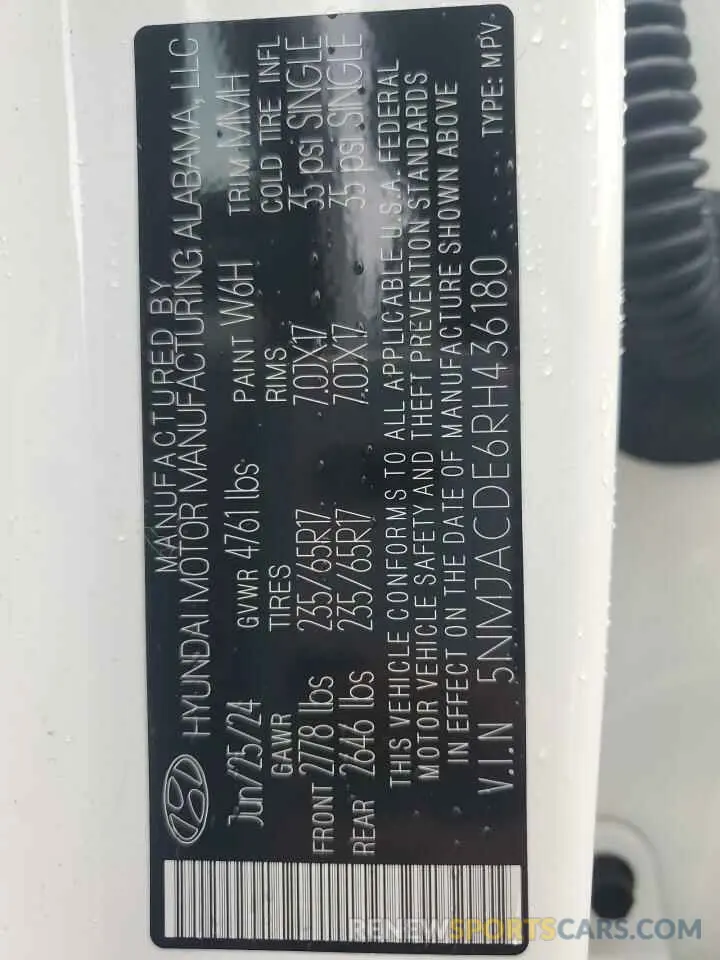 MANUFACTURED BY
HYUNDAI MOTOR MANUFACTURING ALABAMA, LLC
Jun/25/24 GVWR 4761 lbs PAINT W6H TRIM MMH
GAWR TIRES RIMS COLD TIRE INFL
FRONT 2778 lbs 235/65R17 7.0JX17 35 psi SINGLE
REAR 2646 lbs 235/65R17 7.0JX17 35 psi SINGLE
THIS VEHICLE CONFORMS TO ALL APPLICABLE U.S.A. FEDERAL
MOTOR VEHICLE SAFETY AND THEFT PREVENTION STANDARDS
IN EFFECT ON THE DATE OF MANUFACTURE SHOWN ABOVE
V.I.N 5NMJACDE6RH436180 TYPE: MPV
RENEWSPORTSCARS.COM